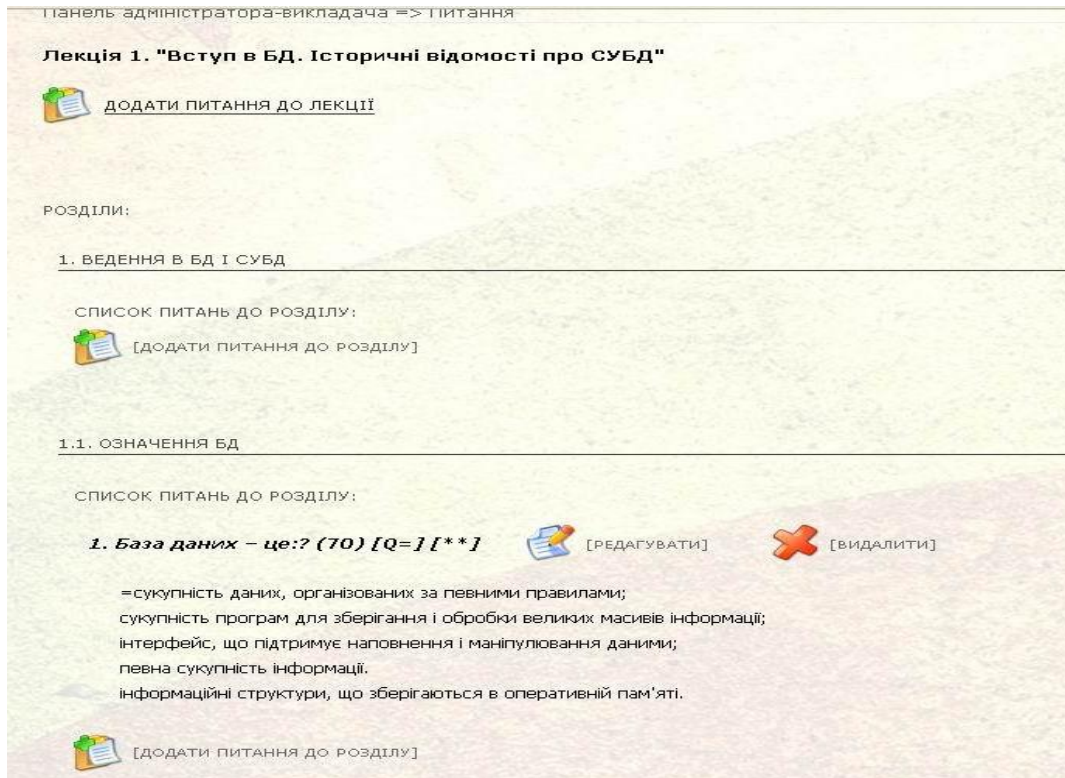 Панель адміністратора-викладача => Питання
Лекція 1. "Вступ в БД. Історичні відомості про СУБД"
ДОДАТИ ПИТАННЯ ДО ЛЕКЦІЇ
РОЗДІЛИ:
1. ВЕДЕННЯ В БД І СУБД
СПИСОК ПИТАНЬ ДО РОЗДІЛУ:
[ДОДАТИ ПИТАННЯ ДО РОЗДІЛУ]
1.1. ОЗНАЧЕННЯ БД
СПИСОК ПИТАНЬ ДО РОЗДІЛУ:
1. База даних – це:? (70) [Q=] [**] [РЕДАГУВАТИ] [ВИДАЛИТИ]
=сукупність даних, організованих за певними правилами;
сукупність програм для зберігання і обробки великих масивів інформації;
інтерфейс, що підтримує наповнення і маніпулювання даними;
певна сукупність інформації.
інформаційні структури, що зберігаються в оперативній пам'яті.
[ДОДАТИ ПИТАННЯ ДО РОЗДІЛУ]